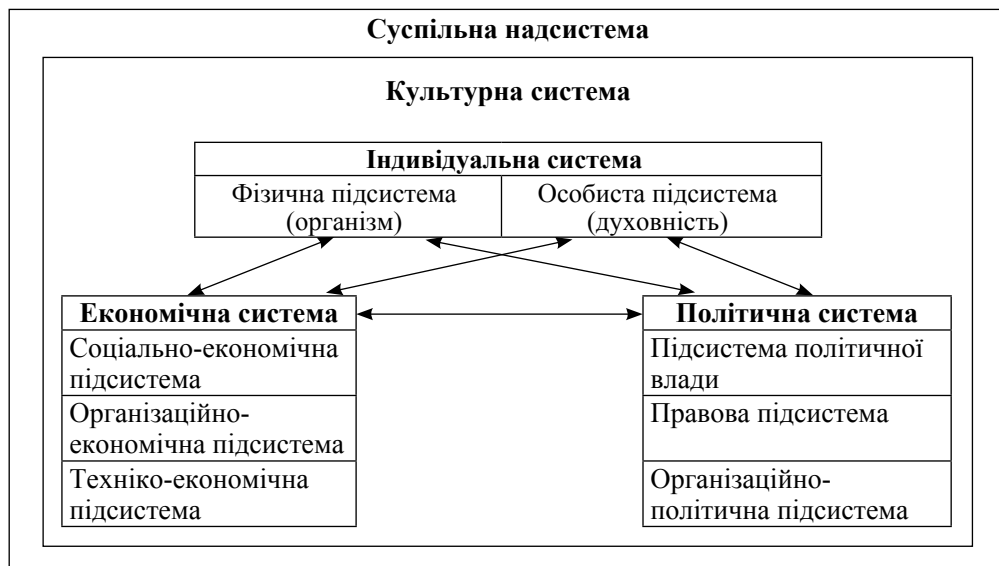 Суспільна надсистема
Культурна система
Індивідуальна система
Фізична підсистема
(організм)
Особиста підсистема
(духовність)
Економічна система
Соціально-економічна
підсистема
Організаційно-
економічна підсистема
Техніко-економічна
підсистема
Політична система
Підсистема політичної
влади
Правова підсистема
Організаційно-
політична підсистема